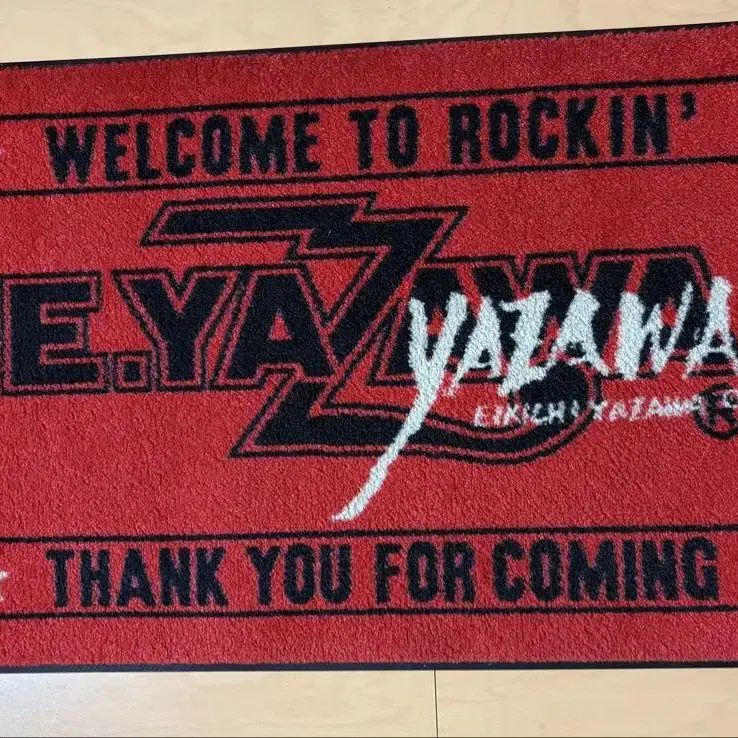 WELCOME TO ROCKIN'
E.YAZAWA
YAZAWA
EIKICHI YAZAWA
®
THANK YOU FOR COMING